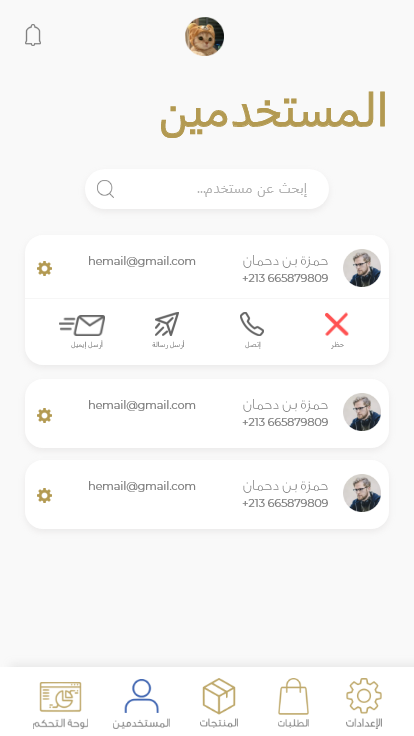 المستخدمين
إبحث عن مستخدم...
حمزة بن دحمان
hemail@gmail.com
+213 665879809
حظر
إتصل
أرسل رسالة
أرسل إيميل
حمزة بن دحمان
hemail@gmail.com
+213 665879809
حمزة بن دحمان
hemail@gmail.com
+213 665879809
الإعدادات
الطلبات
المنتجات
المستخدمين
لوحة التحكم